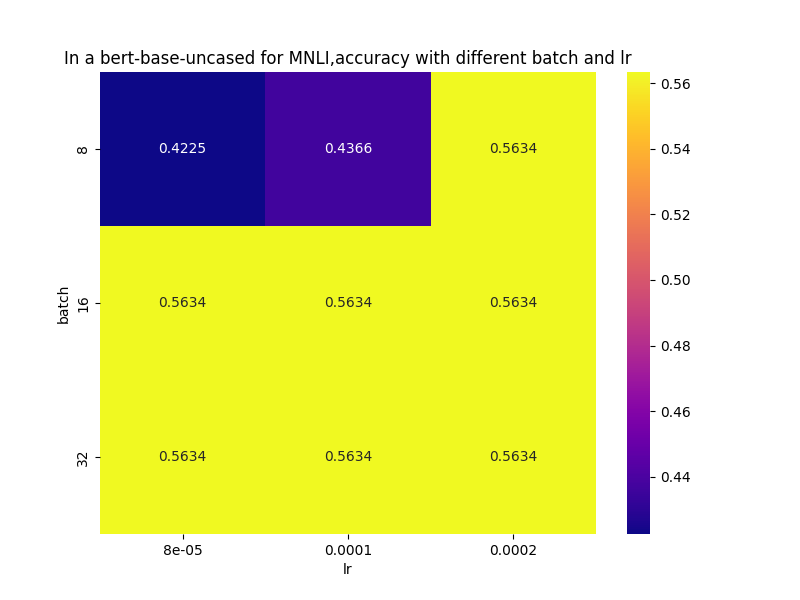 In a bert-base-uncased for MNLI,accuracy with different batch and lr
8 0.4225 0.4366 0.5634
16 0.5634 0.5634 0.5634
32 0.5634 0.5634 0.5634
8e-05 0.0001 0.0002
lr
batch
0.56
0.54
0.52
0.50
0.48
0.46
0.44